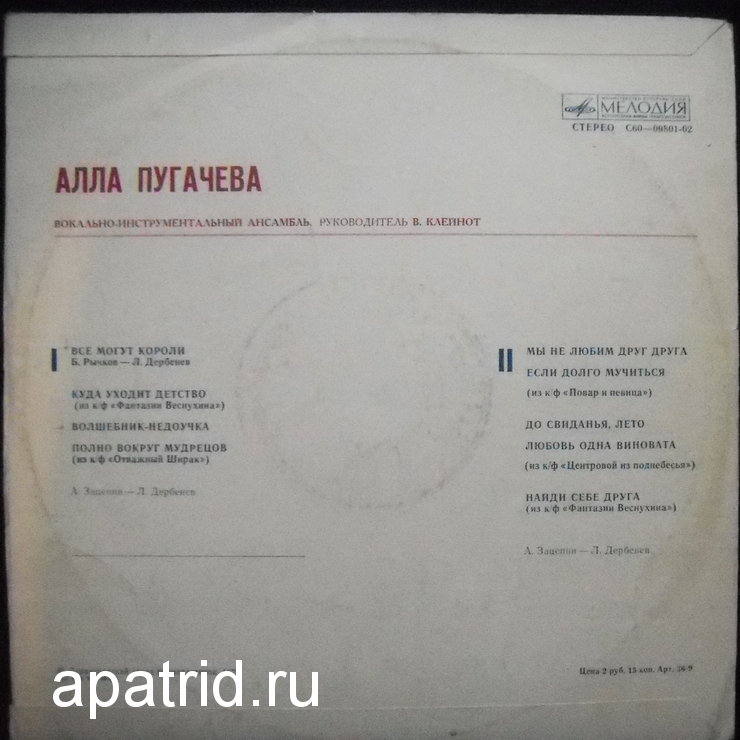 МЕЛОДИЯ
СТЕРЕО С60—09801-02
АЛЛА ПУГАЧЕВА
ВОКАЛЬНО-ИНСТРУМЕНТАЛЬНЫЙ АНСАМБЛЬ. РУКОВОДИТЕЛЬ В. КЛЕЙНОТ
I
ВСЕ МОГУТ КОРОЛИ
Б. Рычков — Л. Дербенев
КУДА УХОДИТ ДЕТСТВО
(из к/ф «Фантазии Веснухина»)
ВОЛШЕБНИК-НЕДОУЧКА
ПОЛНО ВОКРУГ МУДРЕЦОВ
(из к/ф «Отважный Ширак»)
А. Зацепин — Л. Дербенев
II
МЫ НЕ ЛЮБИМ ДРУГ ДРУГА
ЕСЛИ ДОЛГО МУЧИТЬСЯ
(из к/ф «Повар и певица»)
ДО СВИДАНЬЯ, ЛЕТО
ЛЮБОВЬ ОДНА ВИНОВАТА
(из к/ф «Центровой из поднебесья»)
НАЙДИ СЕБЕ ДРУГА
(из к/ф «Фантазии Веснухина»)
А. Зацепин — Л. Дербенев
Цена 2 руб. 15 коп. Арт. 36-9
apatrid.ru